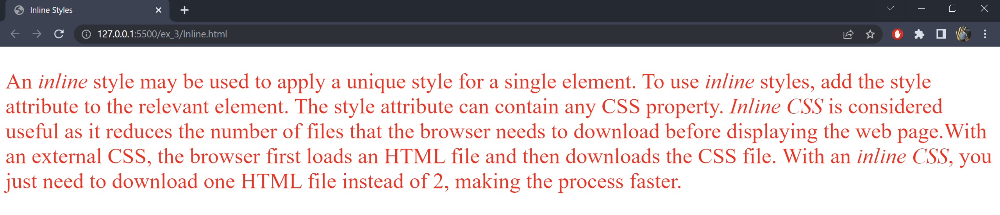 Inline Styles
127.0.0.1:5500/ex_3/Inline.html
An inline style may be used to apply a unique style for a single element. To use inline styles, add the style
attribute to the relevant element. The style attribute can contain any CSS property. Inline CSS is considered
useful as it reduces the number of files that the browser needs to download before displaying the web page.With
an external CSS, the browser first loads an HTML file and then downloads the CSS file. With an inline CSS, you
just need to download one HTML file instead of 2, making the process faster.